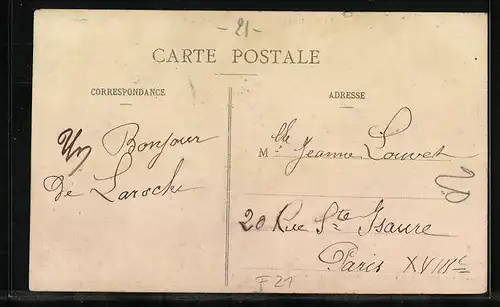 - 21 -
CARTE POSTALE
CORRESPONDANCE
Un Bonjour
de Laroche
ADRESSE
Mlle Jeanne Louvet
20 Rue Ste Isaure
Paris XVIIIe
F21